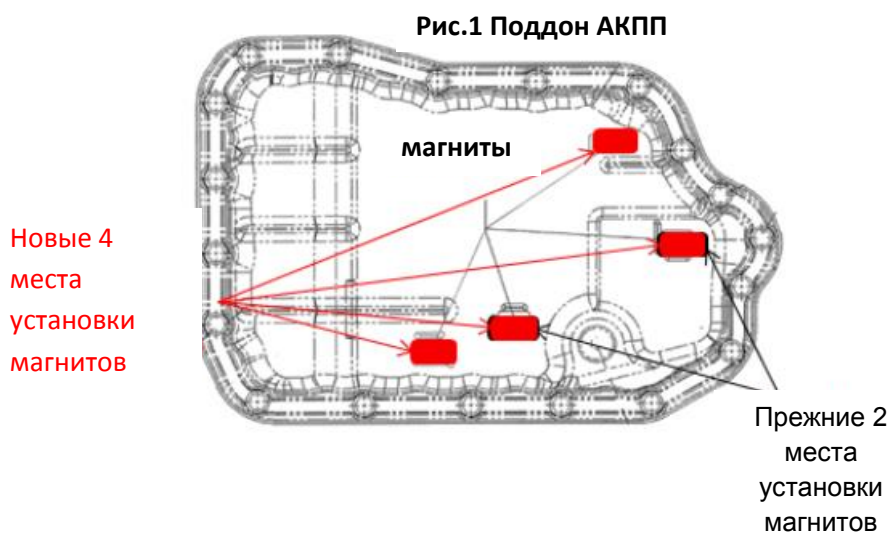 Рис.1 Поддон АКПП
магниты
Новые 4
места
установки
магнитов
Прежние 2
места
установки
магнитов